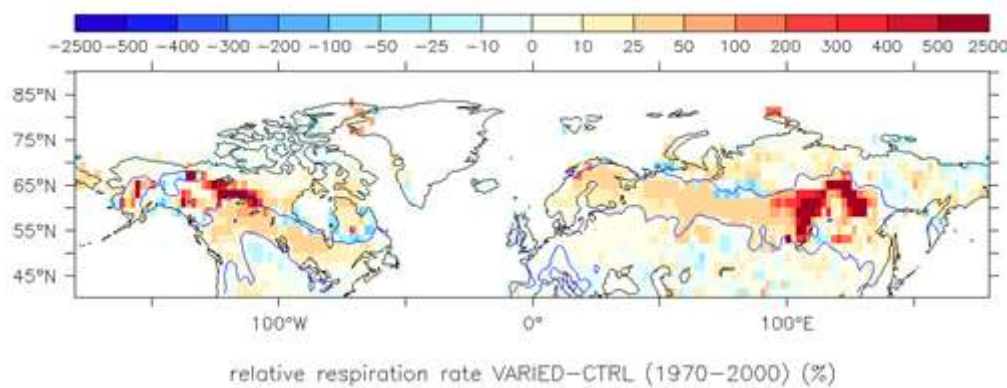 -2500 -500 -400 -300 -200 -100 -50 -25 -10 0 10 25 50 100 200 300 400 500 2500
85°N
75°N
65°N
55°N
45°N
100°W 0° 100°E
relative respiration rate VARIED-CTRL (1970-2000) (%)